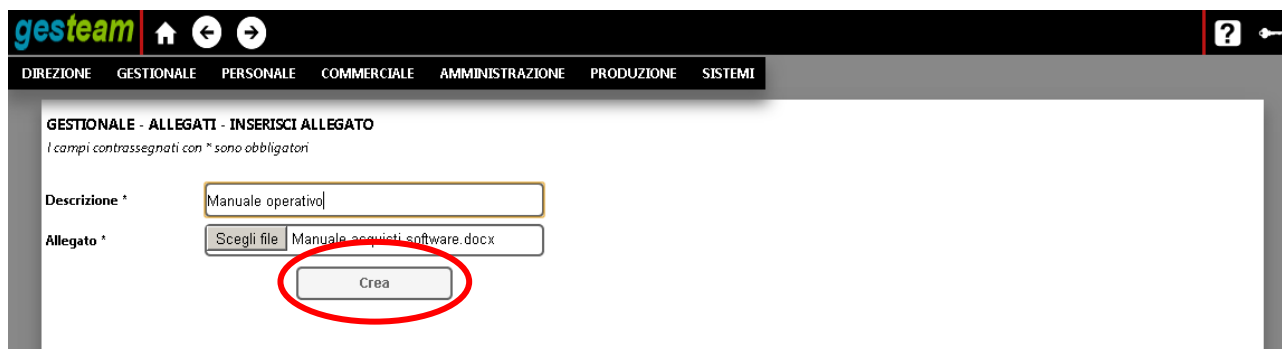 gesteam ?
DIREZIONE GESTIONALE PERSONALE COMMERCIALE AMMINISTRAZIONE PRODUZIONE SISTEMI
GESTIONALE - ALLEGATI - INSERISCI ALLEGATO
I campi contrassegnati con * sono obbligatori
Descrizione * Manuale operativo
Allegato * Scegli file Manuale acquisti software.docx
Crea